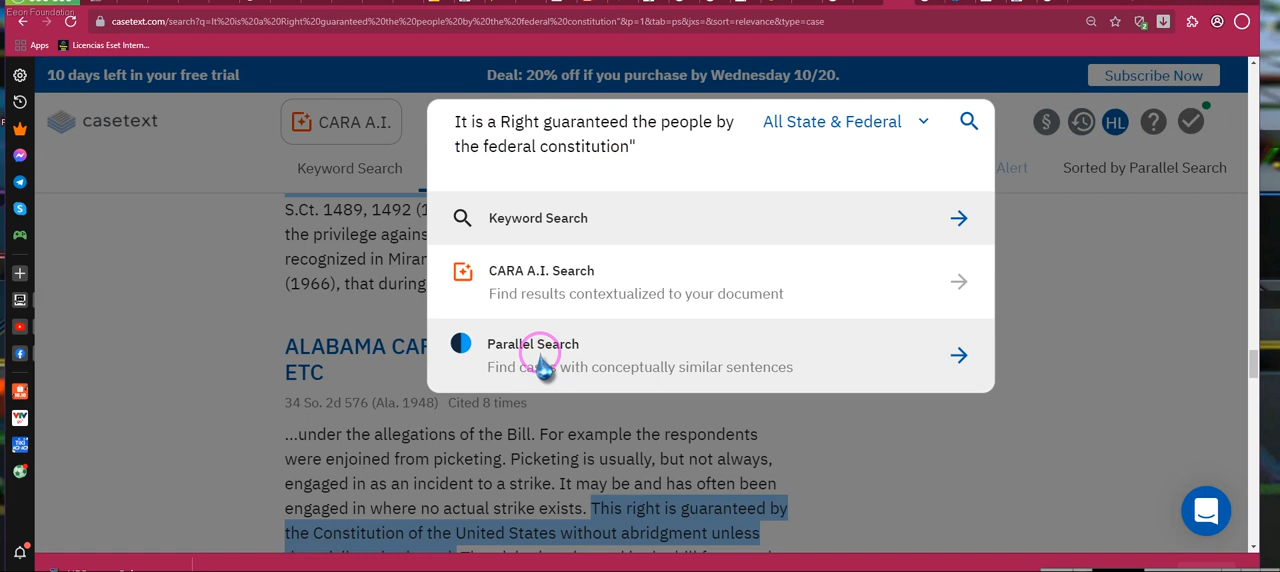 Eeon Foundation
casetext.com/search?q=It%20is%20a%20Right%20guaranteed%20the%20people%20by%20the%20federal%20constitution"&p=1&tab=ps&jxs=&sort=relevance&type=case
Apps
Licencias Eset Intern...
10 days left in your free trial
Deal: 20% off if you purchase by Wednesday 10/20.
Subscribe Now
casetext
CARA A.I.
It is a Right guaranteed the people by
the federal constitution"
All State & Federal
§
HL
?
Keyword Search
Alert
Sorted by Parallel Search
S.Ct. 1489, 1492 (1
the privilege against
recognized in Miran
(1966), that during
Keyword Search
CARA A.I. Search
Find results contextualized to your document
Parallel Search
Find cases with conceptually similar sentences
ALABAMA CAR
ETC
34 So. 2d 576 (Ala. 1948) Cited 8 times
...under the allegations of the Bill. For example the respondents
were enjoined from picketing. Picketing is usually, but not always,
engaged in as an incident to a strike. It may be and has often been
engaged in where no actual strike exists. This right is guaranteed by
the Constitution of the United States without abridgment unless